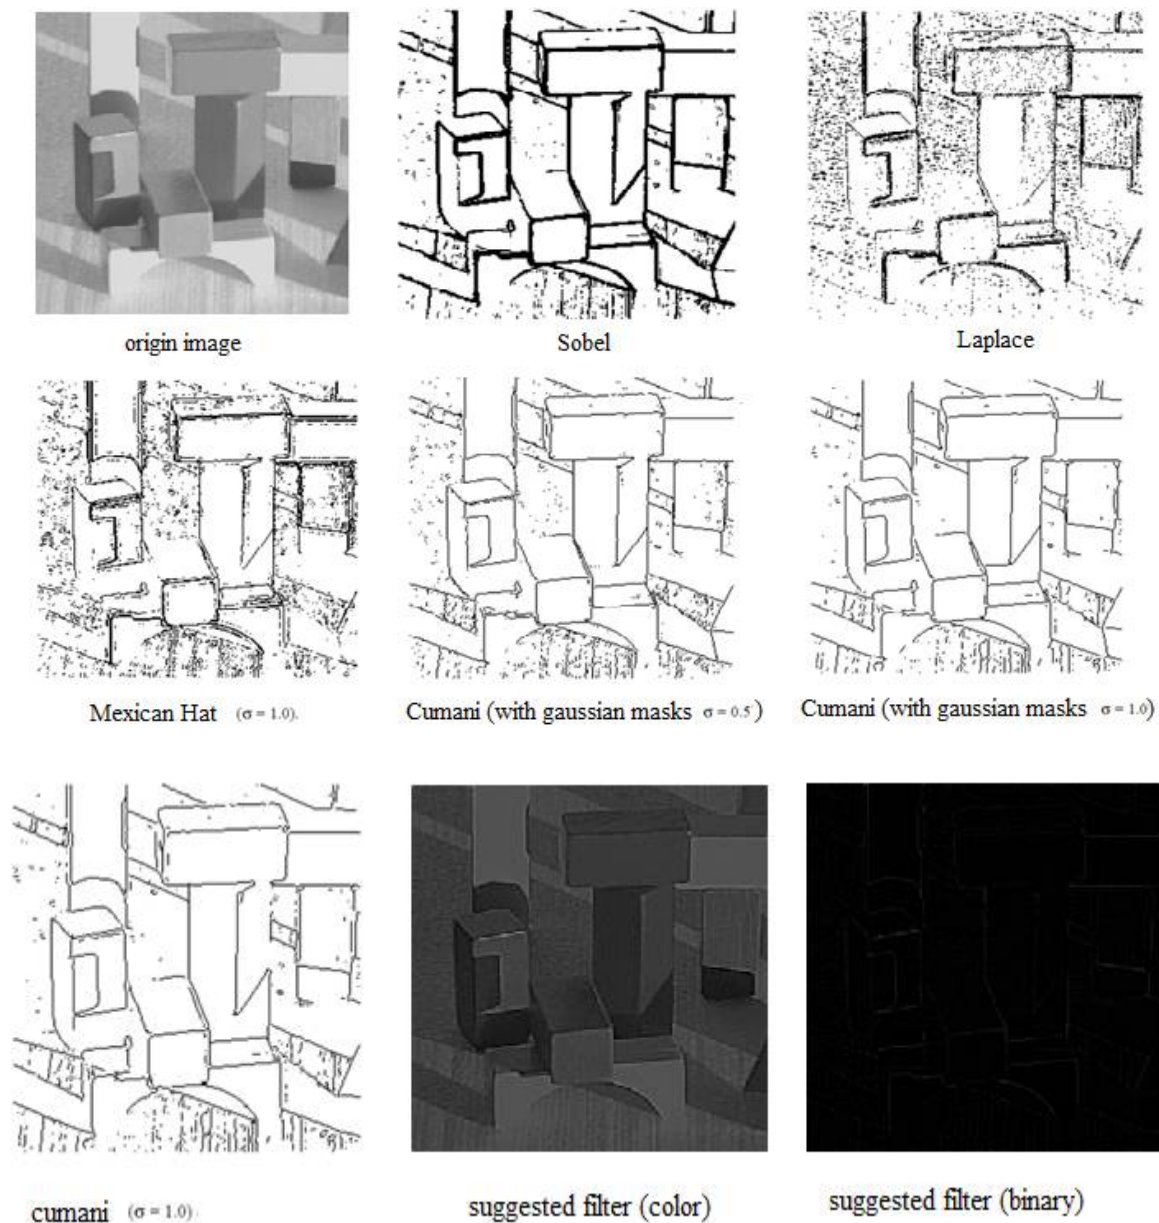 origin image
Sobel
Laplace
Mexican Hat (σ = 1.0).
Cumani (with gaussian masks σ = 0.5 )
Cumani (with gaussian masks σ = 1.0)
cumani (σ = 1.0).
suggested filter (color)
suggested filter (binary)